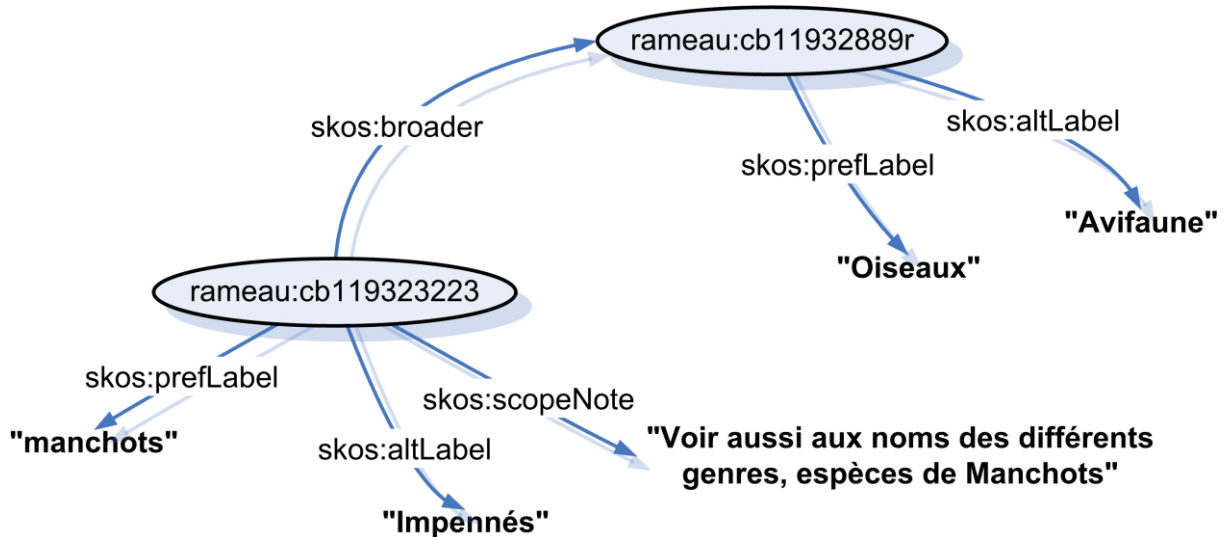 rameau:cb11932889r
skos:broader
skos:altLabel
skos:prefLabel
"Avifaune"
"Oiseaux"
rameau:cb119323223
skos:prefLabel
skos:scopeNote
"manchots"
skos:altLabel
"Voir aussi aux noms des différents
genres, espèces de Manchots"
"Impennés"